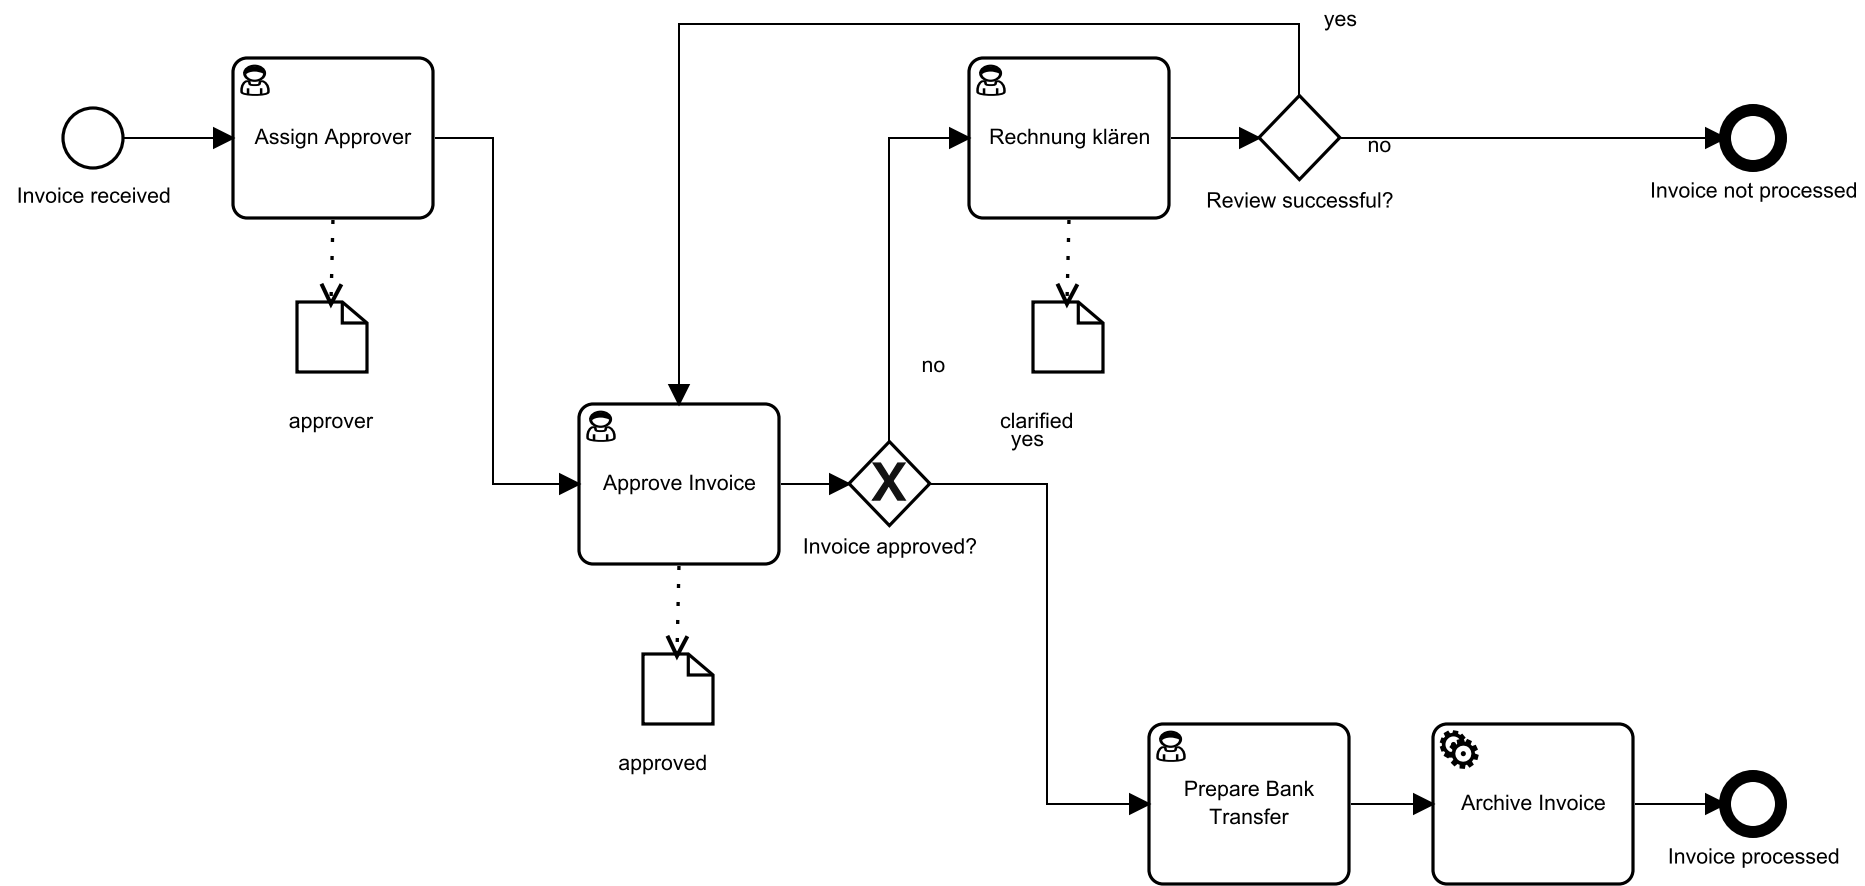 yes
Assign Approver
Rechnung klären
no
Invoice received
Review successful?
Invoice not processed
no
approver
clarified
yes
Approve Invoice
X
Invoice approved?
approved
Prepare Bank
Transfer
Archive Invoice
Invoice processed